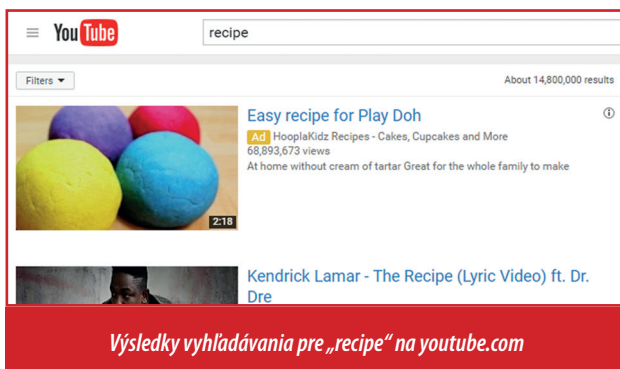 YouTube
recipe
Filters
About 14,800,000 results
Easy recipe for Play Doh
Ad HooplaKidz Recipes - Cakes, Cupcakes and More
68,893,673 views
At home without cream of tartar Great for the whole family to make
2:18
Kendrick Lamar - The Recipe (Lyric Video) ft. Dr.
Dre
Výsledky vyhľadávania pre „recipe“ na youtube.com